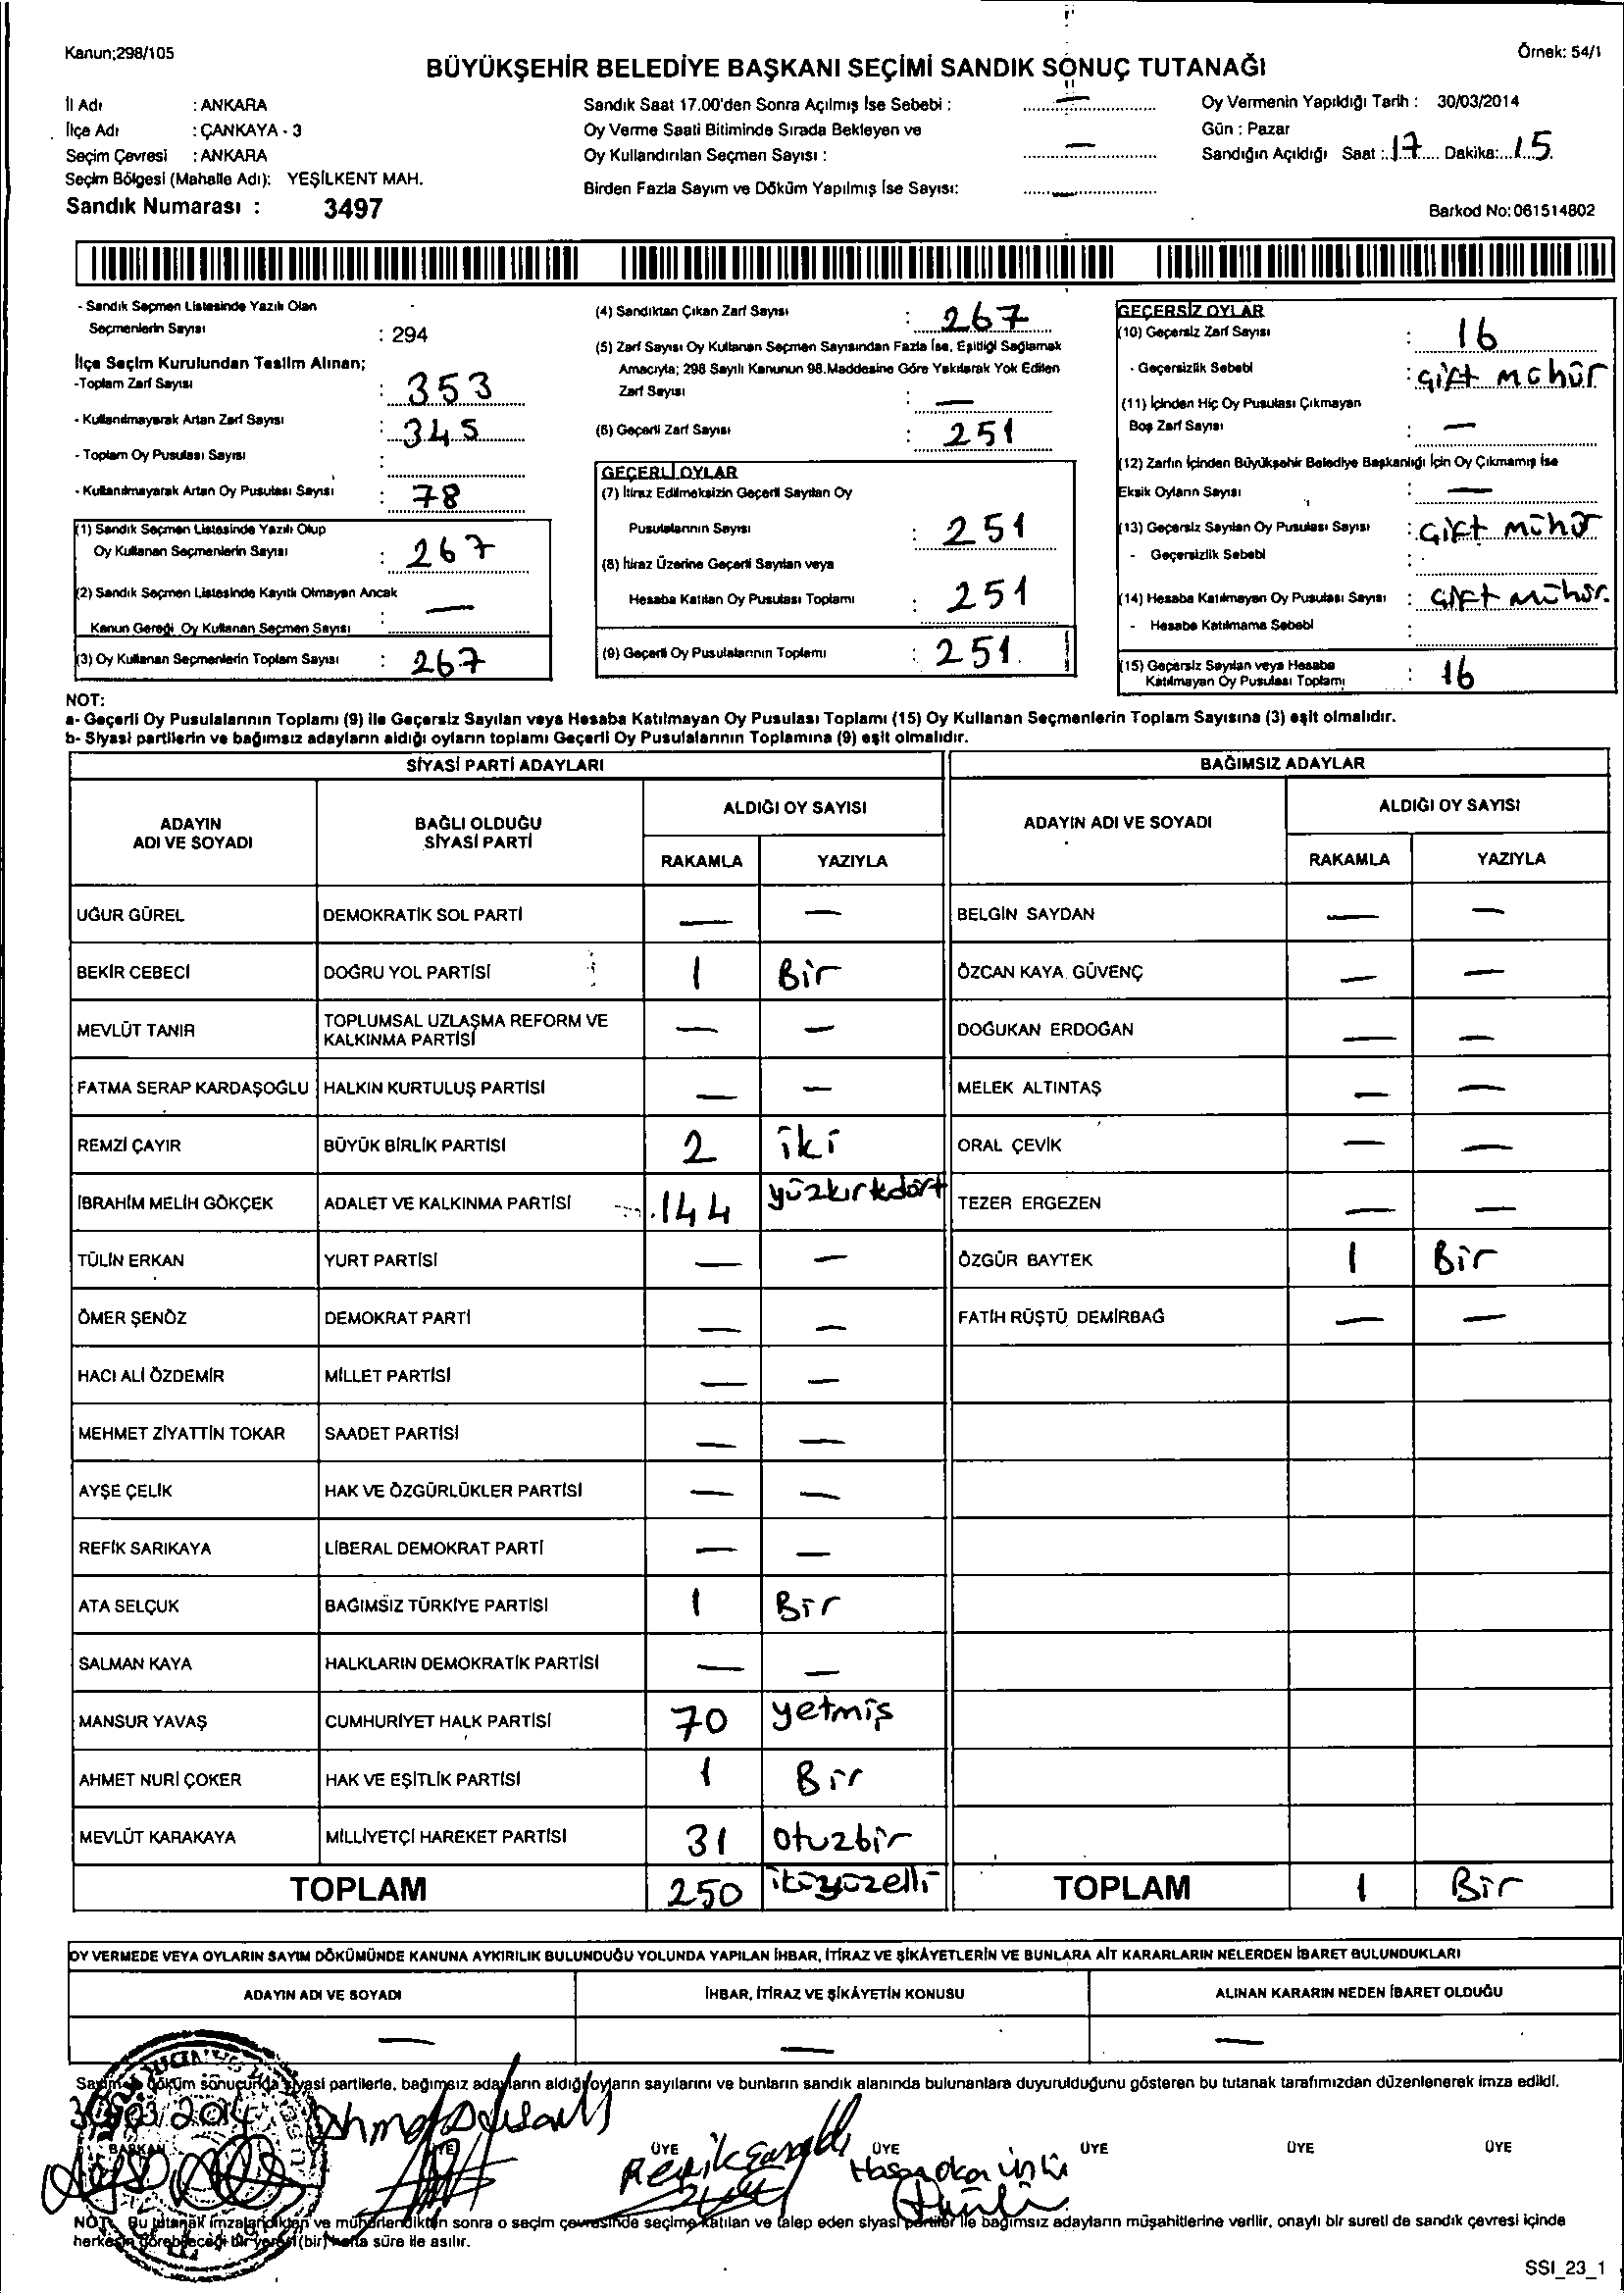 Kanun;298/105
Örnek: 54/1
BÜYÜKŞEHİR BELEDİYE BAŞKANI SEÇİMİ SANDIK SONUÇ TUTANAĞI
İl Adı : ANKARA
İlçe Adı : ÇANKAYA - 3
Seçim Çevresi : ANKARA
Seçim Bölgesi (Mahalle Adı): YEŞİLKENT MAH.
Sandık Numarası : 3497
Sandık Saat 17.00'den Sonra Açılmış İse Sebebi : —
Oy Verme Saati Bitiminde Sırada Bekleyen ve
Oy Kullandırılan Seçmen Sayısı : —
Birden Fazla Sayım ve Döküm Yapılmış İse Sayısı: —
Oy Vermenin Yapıldığı Tarih : 30/03/2014
Gün : Pazar
Sandığın Açıldığı Saat : 17 Dakika: 15
Barkod No: 061514802
- Sandık Seçmen Listesinde Yazılı Olan
Seçmenlerin Sayısı : 294
İlçe Seçim Kurulundan Teslim Alınan;
-Toplam Zarf Sayısı : 353
- Kullanılmayarak Artan Zarf Sayısı : 345
- Toplam Oy Pusulası Sayısı :
- Kullanılmayarak Artan Oy Pusulası Sayısı : 78
(1) Sandık Seçmen Listesinde Yazılı Olup
Oy Kullanan Seçmenlerin Sayısı : 267
(2) Sandık Seçmen Listesinde Kayıtlı Olmayan Ancak
Kanun Gereği Oy Kullanan Seçmen Sayısı : —
(3) Oy Kullanan Seçmenlerin Toplam Sayısı : 267
(4) Sandıktan Çıkan Zarf Sayısı : 267
(5) Zarf Sayısı Oy Kullanan Seçmen Sayısından Fazla İse, Eşitliği Sağlamak
Amacıyla; 298 Sayılı Kanunun 98.Maddesine Göre Yakılarak Yok Edilen
Zarf Sayısı : —
(6) Geçerli Zarf Sayısı : 251
GEÇERLİ OYLAR
(7) İtiraz Edilmeksizin Geçerli Sayılan Oy
Pusulalarının Sayısı : 251
(8) İtiraz Üzerine Geçerli Sayılan veya
Hesaba Katılan Oy Pusulası Toplamı : 251
(9) Geçerli Oy Pusulalarının Toplamı : 251
GEÇERSİZ OYLAR
(10) Geçersiz Zarf Sayısı : 16
- Geçersizlik Sebebi : Çift mühür
(11) İçinden Hiç Oy Pusulası Çıkmayan
Boş Zarf Sayısı : —
(12) Zarfın İçinden Büyükşehir Belediye Başkanlığı İçin Oy Çıkmamış İse
Eksik Oyların Sayısı : —
(13) Geçersiz Sayılan Oy Pusulası Sayısı : Çift mühür
- Geçersizlik Sebebi :
(14) Hesaba Katılmayan Oy Pusulası Sayısı : Çift mühür.
- Hesaba Katılmama Sebebi :
(15) Geçersiz Sayılan veya Hesaba
Katılmayan Oy Pusulası Toplamı : 16
NOT:
a- Geçerli Oy Pusulalarının Toplamı (9) ile Geçersiz Sayılan veya Hesaba Katılmayan Oy Pusulası Toplamı (15) Oy Kullanan Seçmenlerin Toplam Sayısına (3) eşit olmalıdır.
b- Siyasi partilerin ve bağımsız adayların aldığı oyların toplamı Geçerli Oy Pusulalarının Toplamına (9) eşit olmalıdır.
SİYASİ PARTİ ADAYLARI
ADAYIN ADI VE SOYADI
BAĞLI OLDUĞU SİYASİ PARTİ
ALDIĞI OY SAYISI
RAKAMLA YAZIYLA
UĞUR GÜREL DEMOKRATİK SOL PARTİ — —
BEKİR CEBECİ DOĞRU YOL PARTİSİ 1 Bir
MEVLÜT TANIR TOPLUMSAL UZLAŞMA REFORM VE KALKINMA PARTİSİ — —
FATMA SERAP KARDAŞOĞLU HALKIN KURTULUŞ PARTİSİ — —
REMZİ ÇAYIR BÜYÜK BİRLİK PARTİSİ 2 iki
İBRAHİM MELİH GÖKÇEK ADALET VE KALKINMA PARTİSİ 144 yüzkırkdört
TÜLİN ERKAN YURT PARTİSİ — —
ÖMER ŞENÖZ DEMOKRAT PARTİ — —
HACI ALİ ÖZDEMİR MİLLET PARTİSİ — —
MEHMET ZİYATTİN TOKAR SAADET PARTİSİ — —
AYŞE ÇELİK HAK VE ÖZGÜRLÜKLER PARTİSİ — —
REFİK SARIKAYA LİBERAL DEMOKRAT PARTİ — —
ATA SELÇUK BAĞIMSIZ TÜRKİYE PARTİSİ 1 Bir
SALMAN KAYA HALKLARIN DEMOKRATİK PARTİSİ — —
MANSUR YAVAŞ CUMHURİYET HALK PARTİSİ 70 yetmiş
AHMET NURİ ÇOKER HAK VE EŞİTLİK PARTİSİ 1 Bir
MEVLÜT KARAKAYA MİLLİYETÇİ HAREKET PARTİSİ 31 otuzbir
TOPLAM 250 ikiyüzelli
BAĞIMSIZ ADAYLAR
ADAYIN ADI VE SOYADI
ALDIĞI OY SAYISI
RAKAMLA YAZIYLA
BELGİN SAYDAN — —
ÖZCAN KAYA GÜVENÇ — —
DOĞUKAN ERDOĞAN — —
MELEK ALTINTAŞ — —
ORAL ÇEVİK — —
TEZER ERGEZEN — —
ÖZGÜR BAYTEK 1 Bir
FATİH RÜŞTÜ DEMİRBAĞ — —
TOPLAM 1 Bir
OY VERMEDE VEYA OYLARIN SAYIM DÖKÜMÜNDE KANUNA AYKIRILIK BULUNDUĞU YOLUNDA YAPILAN İHBAR, İTİRAZ VE ŞİKÂYETLERİN VE BUNLARA AİT KARARLARIN NELERDEN İBARET BULUNDUKLARI
ADAYIN ADI VE SOYADI
İHBAR, İTİRAZ VE ŞİKÂYETİN KONUSU
ALINAN KARARIN NEDEN İBARET OLDUĞU
— — —
Sayım ve döküm sonucunda siyasi partilerle, bağımsız adayların aldığı oyların sayılarını ve bunların sandık alanında bulunanlara duyurulduğunu gösteren bu tutanak tarafımızdan düzenlenerek imza edildi.
30/03/2014
BAŞKAN ÜYE ÜYE ÜYE ÜYE ÜYE ÜYE
NOT: Bu tutanak imzalandıktan ve mühürlendikten sonra o seçim çevresinde seçime katılan ve talep eden siyasi partiler ile bağımsız adayların müşahitlerine verilir, onaylı bir sureti de sandık çevresi içinde
herkesin görebileceği bir yere (bir) hafta süre ile asılır.
SSI_23_1